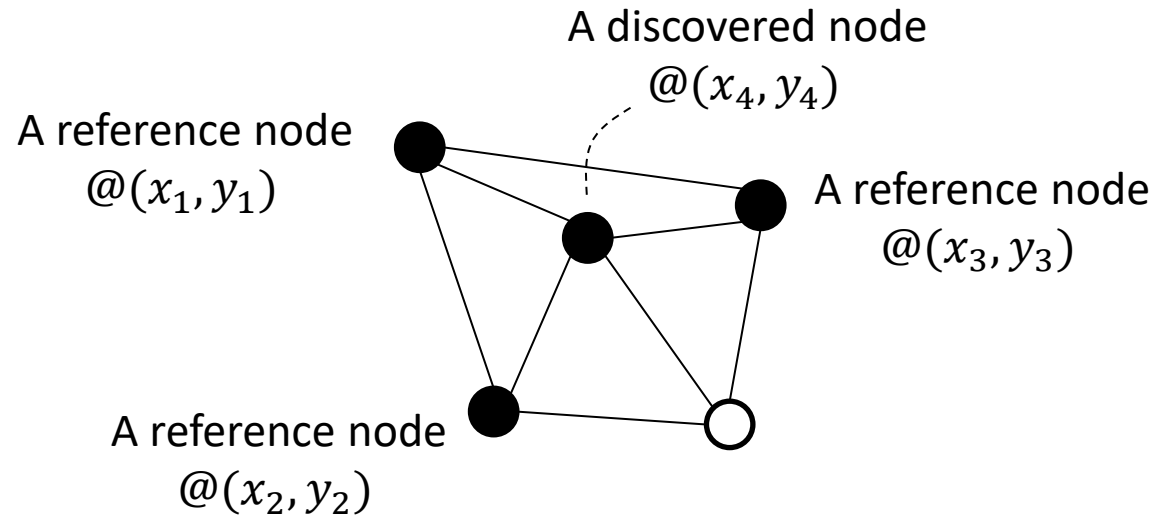 A discovered node
@(x₄, y₄)
A reference node
@(x₁, y₁)
A reference node
@(x₃, y₃)
A reference node
@(x₂, y₂)